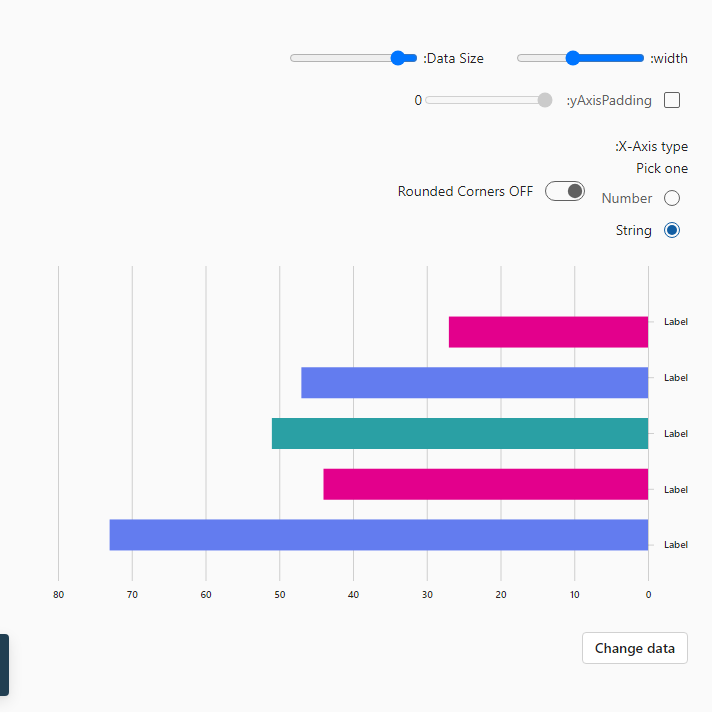 width:
Data Size:
yAxisPadding:
0
X-Axis type:
Pick one
Number
Rounded Corners OFF
String
Label
Label
Label
Label
Label
80 70 60 50 40 30 20 10 0
Change data